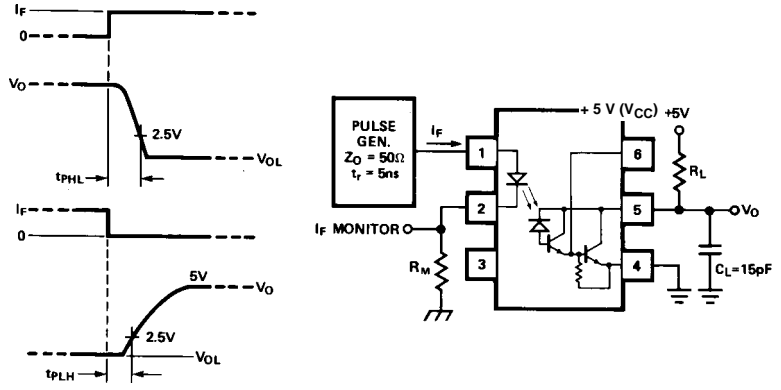 IF
0
VO
2.5V
VOL
tPHL
IF
0
5V
VO
2.5V
VOL
tPLH
PULSE
GEN.
ZO = 50Ω
tr = 5ns
IF
+ 5 V (VCC)
+5V
1
6
RL
2
5
VO
IF MONITOR
3
4
RM
CL=15pF